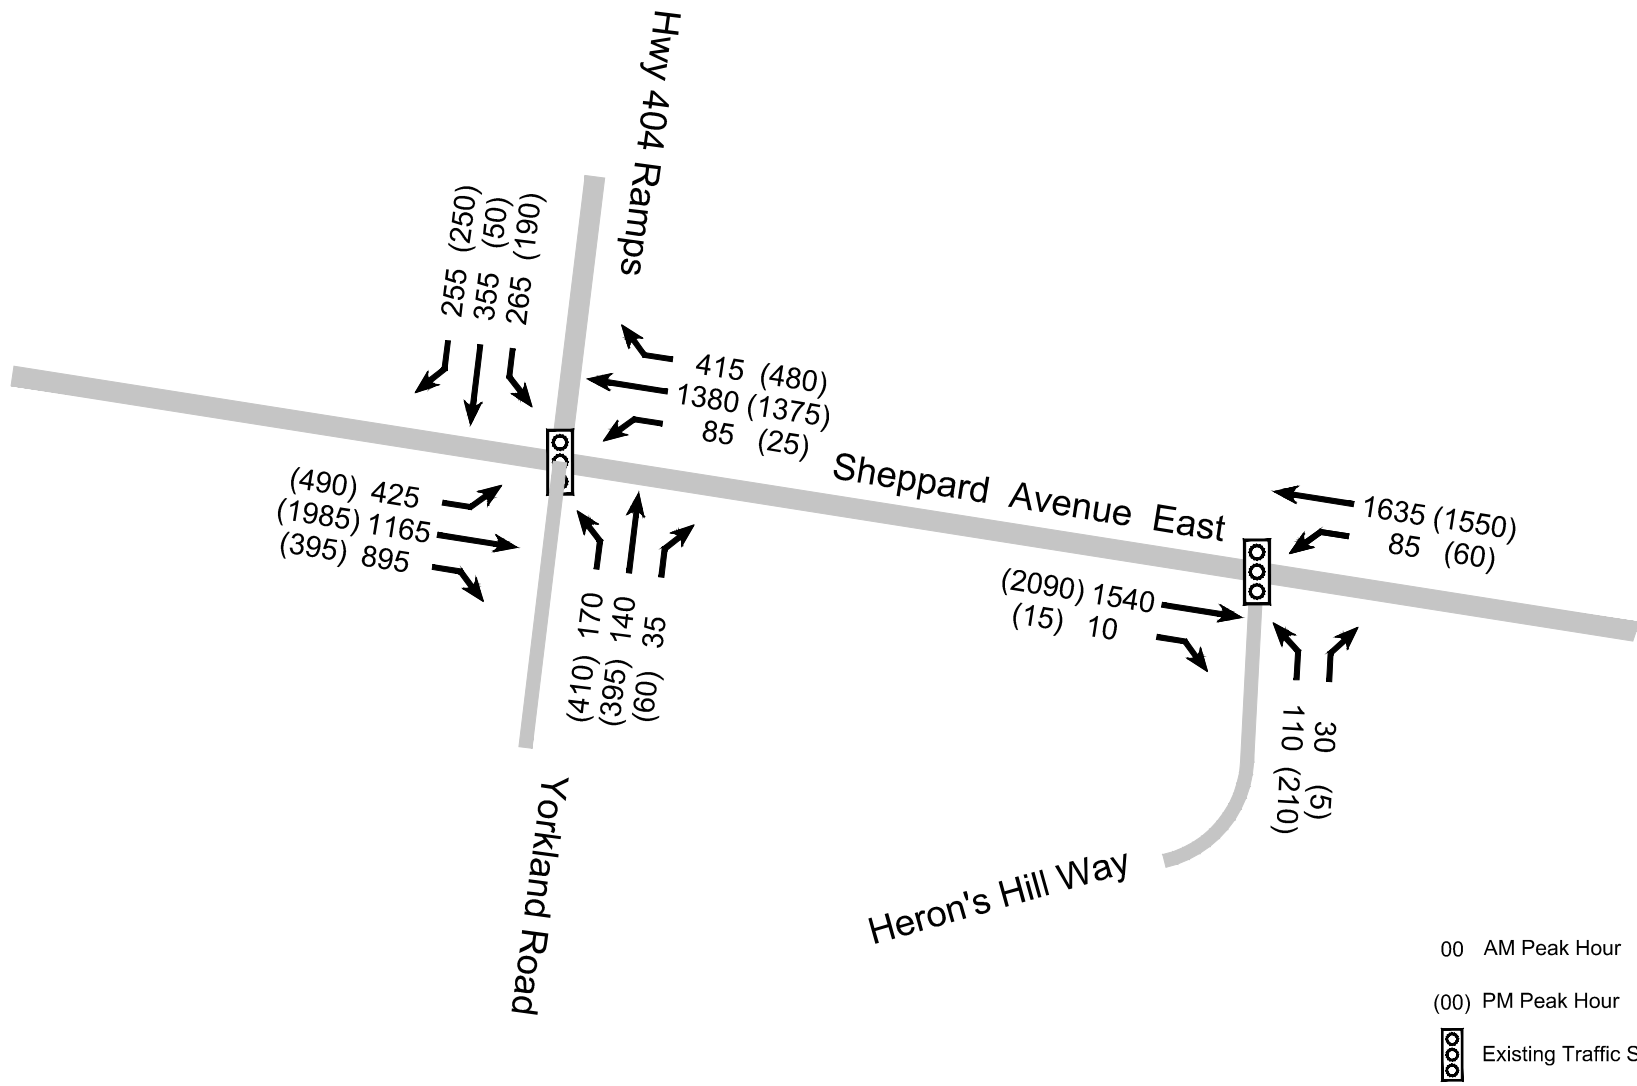 Hwy 404 Ramps
255 (250)
355 (50)
265 (190)
415 (480)
1380 (1375)
85 (25)
(490) 425
(1985) 1165
(395) 895
(410) 170
(395) 140
(60) 35
Sheppard Avenue East
1635 (1550)
85 (60)
(2090) 1540
(15) 10
110 (210)
30 (5)
Yorkland Road
Heron's Hill Way
00 AM Peak Hour
(00) PM Peak Hour
Existing Traffic S